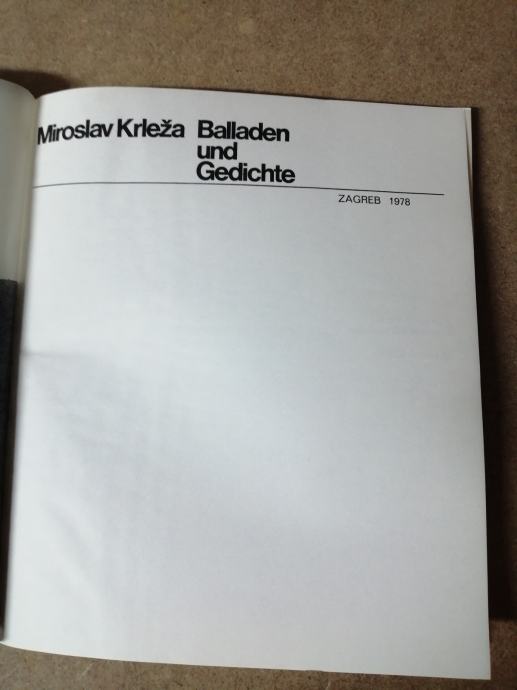 Miroslav Krleža Balladen
und
Gedichte
ZAGREB 1978